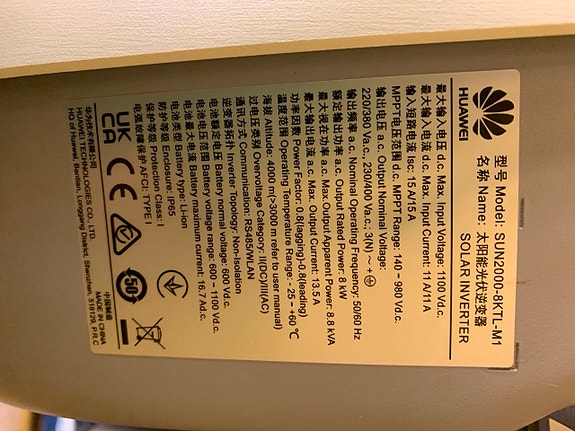 HUAWEI
型号 Model: SUN2000-8KTL-M1
名称 Name: 太阳能光伏逆变器
SOLAR INVERTER
最大输入电压 d.c. Max. Input Voltage: 1100 Vd.c.
最大输入电流 d.c. Max. Input Current: 11 A/11 A
输入短路电流 Isc: 15 A/15 A
MPPT电压范围 d.c. MPPT Range: 140 - 980 Vd.c.
输出电压 a.c. Output Nominal Voltage:
220/380 Va.c., 230/400 Va.c.; 3(N)~+⏚
输出频率 a.c. Nominal Operating Frequency: 50/60 Hz
额定输出功率 a.c. Output Rated Power: 8 kW
最大视在功率 a.c. Max. Output Apparent Power: 8.8 kVA
最大输出电流 a.c. Max. Output Current: 13.5 A
功率因数 Power Factor: 0.8(lagging)-0.8(leading)
温度范围 Operating Temperature Range: - 25 - +60 ℃
海拔 Altitude: 4000 m(>3000 m refer to user manual)
过电压类别 Overvoltage Category: II(DC)/III(AC)
通讯方式 Communication: RS485/WLAN
逆变器拓扑 Inverter Topology: Non-Isolation
电池额定电压 Battery normal voltage: 600 Vd.c.
电池电压范围 Battery voltage range: 600 - 1100 Vd.c.
电池最大电流 Battery maximum current: 16.7 Ad.c.
电池类型 Battery type: Li-ion
防护等级 Enclosure: IP65
保护等级 Protection Class: I
电弧故障保护 AFCI: TYPE I
UK
CA
CE
50
中国制造
MADE IN CHINA
华为技术有限公司
HUAWEI TECHNOLOGIES CO., LTD.
HQ of Huawei, Bantian, Longgang District, Shenzhen, 518129, P.R.C